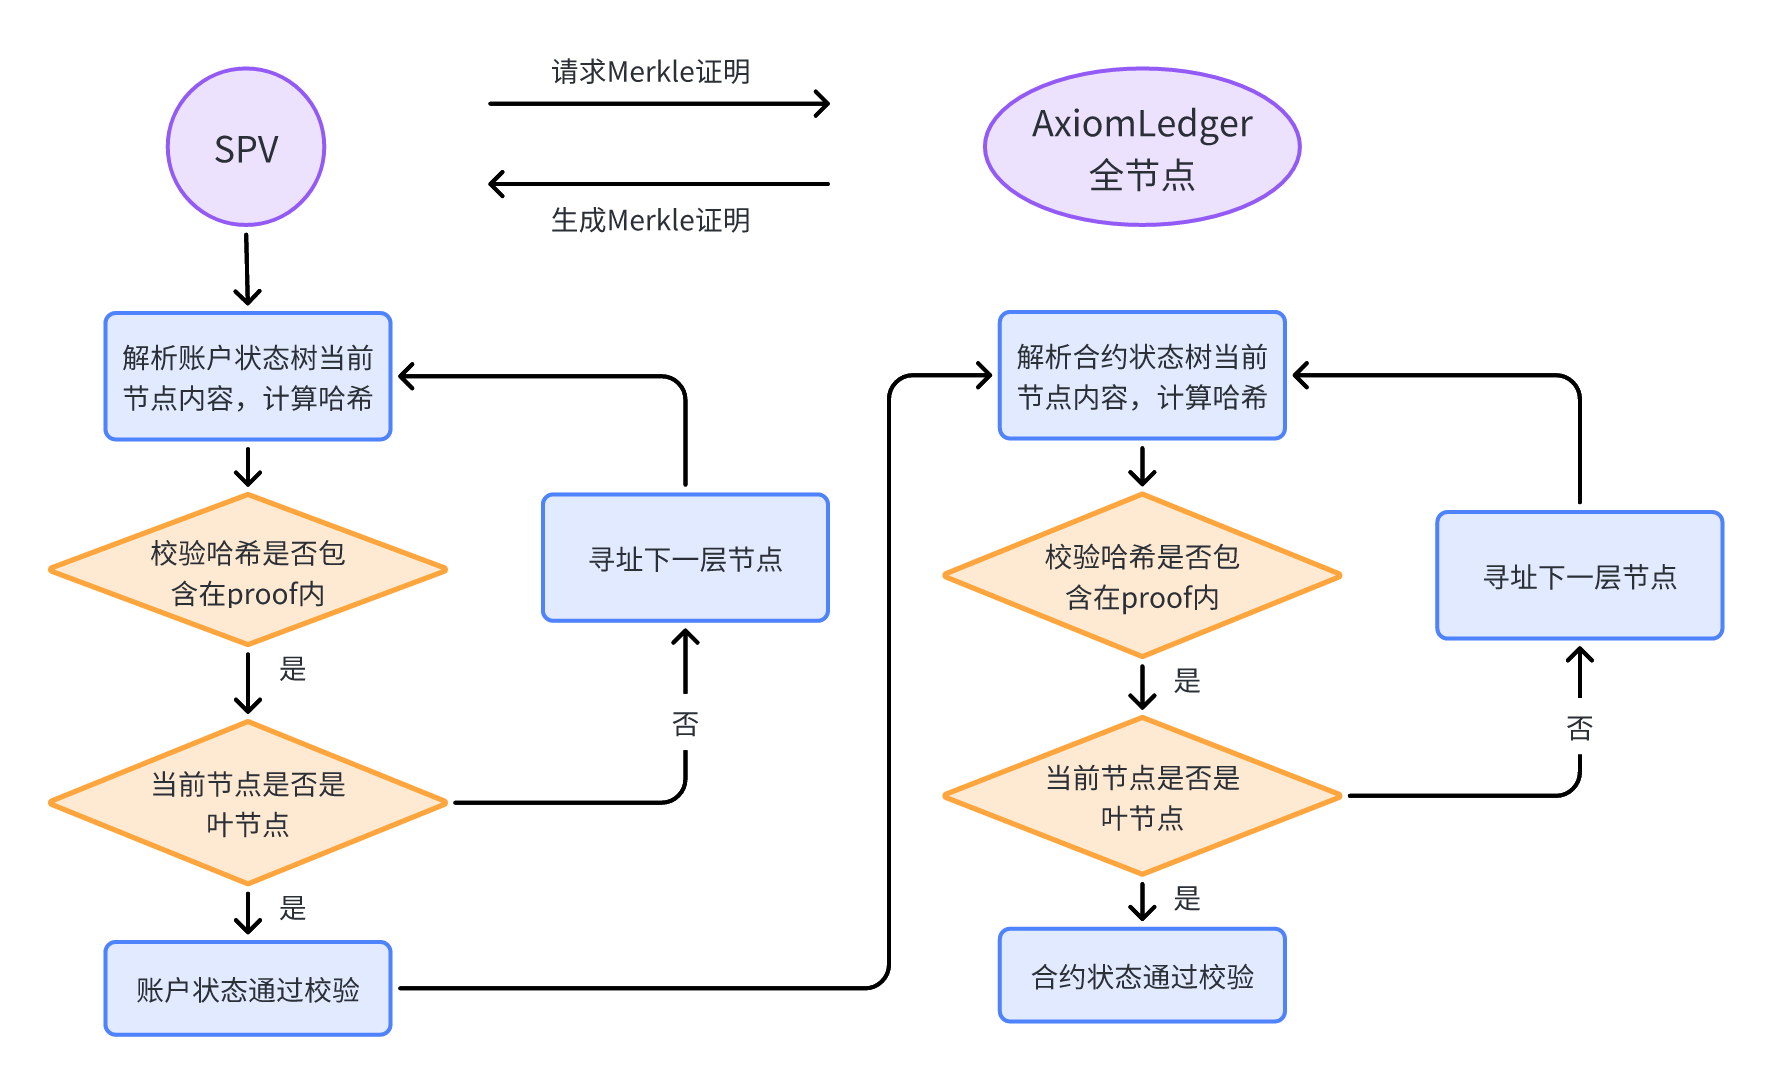 请求Merkle证明
SPV
AxiomLedger
全节点
生成Merkle证明
解析账户状态树当前
节点内容，计算哈希
校验哈希是否包
含在proof内
寻址下一层节点
是
否
当前节点是否是
叶节点
是
账户状态通过校验
解析合约状态树当前
节点内容，计算哈希
校验哈希是否包
含在proof内
寻址下一层节点
是
否
当前节点是否是
叶节点
是
合约状态通过校验